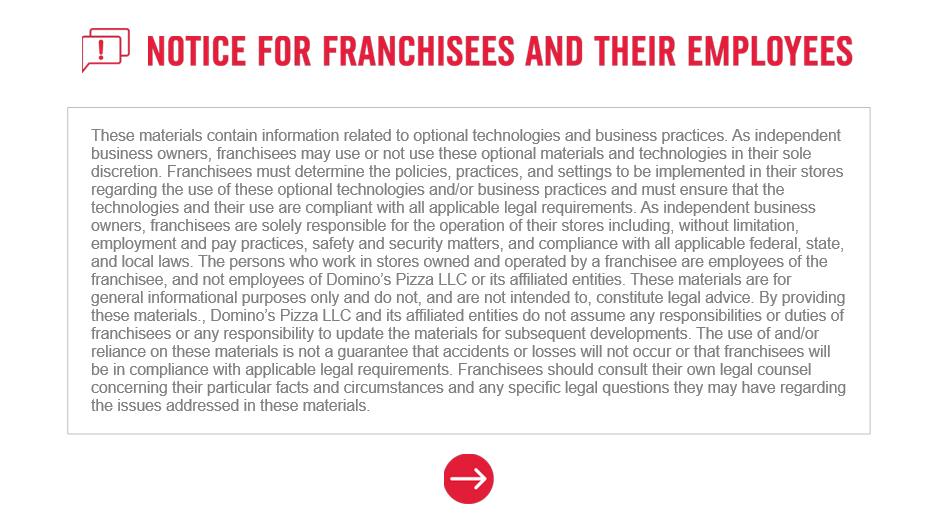 NOTICE FOR FRANCHISEES AND THEIR EMPLOYEES
These materials contain information related to optional technologies and business practices. As independent
business owners, franchisees may use or not use these optional materials and technologies in their sole
discretion. Franchisees must determine the policies, practices, and settings to be implemented in their stores
regarding the use of these optional technologies and/or business practices and must ensure that the
technologies and their use are compliant with all applicable legal requirements. As independent business
owners, franchisees are solely responsible for the operation of their stores including, without limitation,
employment and pay practices, safety and security matters, and compliance with all applicable federal, state,
and local laws. The persons who work in stores owned and operated by a franchisee are employees of the
franchisee, and not employees of Domino’s Pizza LLC or its affiliated entities. These materials are for
general informational purposes only and do not, and are not intended to, constitute legal advice. By providing
these materials., Domino’s Pizza LLC and its affiliated entities do not assume any responsibilities or duties of
franchisees or any responsibility to update the materials for subsequent developments. The use of and/or
reliance on these materials is not a guarantee that accidents or losses will not occur or that franchisees will
be in compliance with applicable legal requirements. Franchisees should consult their own legal counsel
concerning their particular facts and circumstances and any specific legal questions they may have regarding
the issues addressed in these materials.